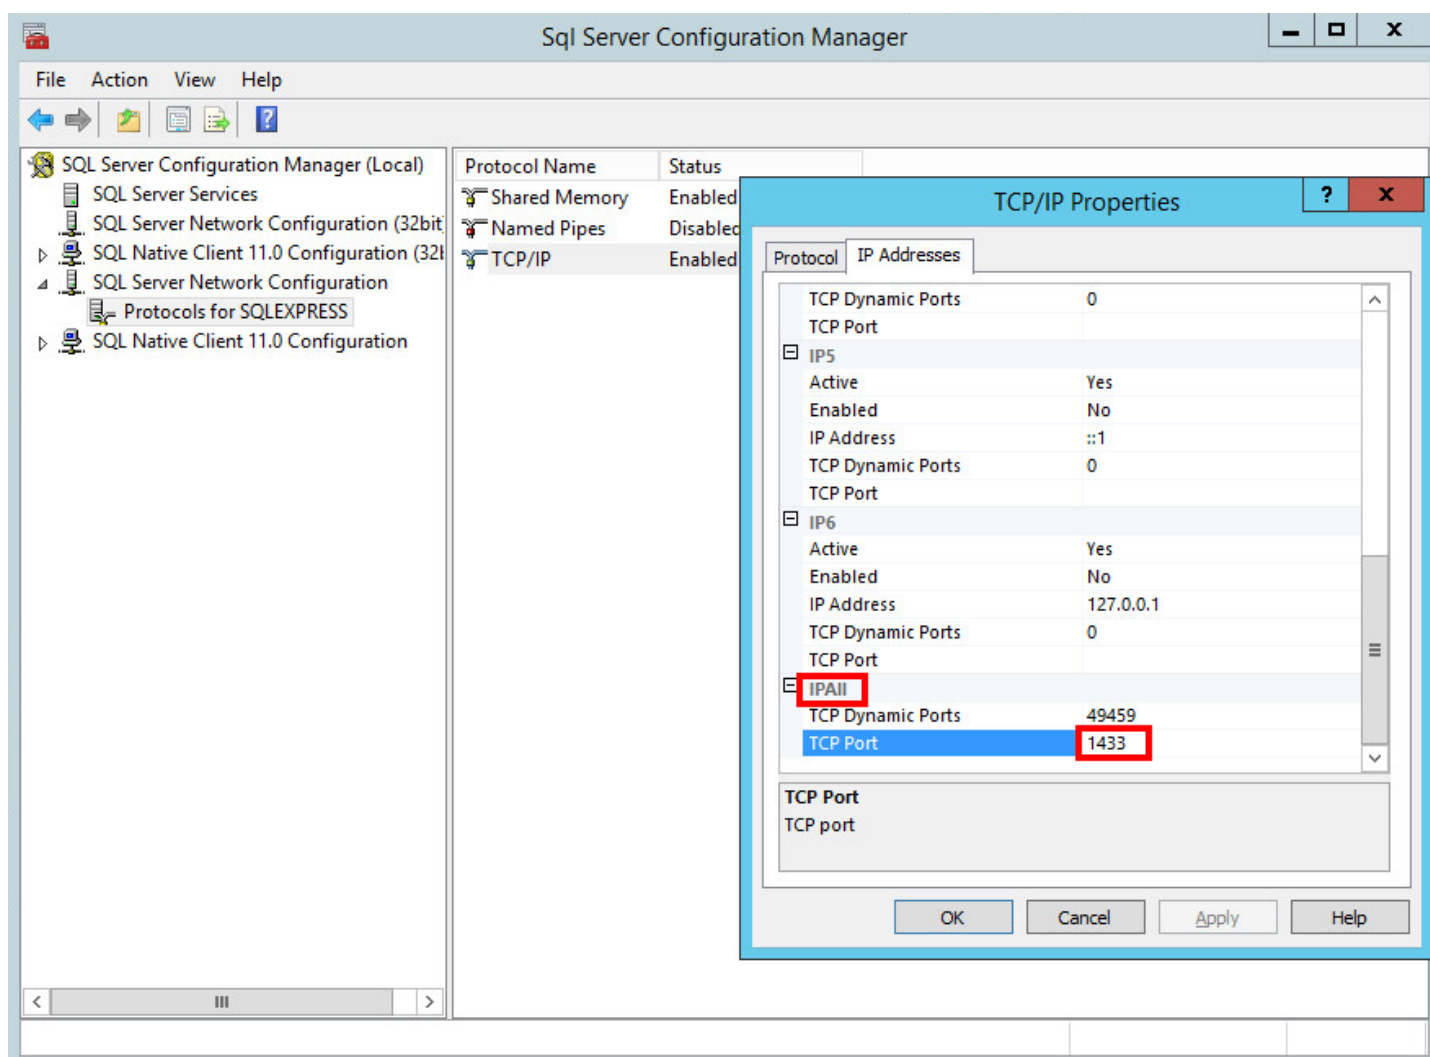 Sql Server Configuration Manager
File Action View Help
SQL Server Configuration Manager (Local)
SQL Server Services
SQL Server Network Configuration (32bit
SQL Native Client 11.0 Configuration (32b
SQL Server Network Configuration
Protocols for SQLEXPRESS
SQL Native Client 11.0 Configuration
Protocol Name Status
Shared Memory Enabled
Named Pipes Disabled
TCP/IP Enabled
TCP/IP Properties
Protocol IP Addresses
TCP Dynamic Ports 0
TCP Port
IP5
Active Yes
Enabled No
IP Address ::1
TCP Dynamic Ports 0
TCP Port
IP6
Active Yes
Enabled No
IP Address 127.0.0.1
TCP Dynamic Ports 0
TCP Port
IPAll
TCP Dynamic Ports 49459
TCP Port 1433
TCP Port
TCP port
OK Cancel Apply Help